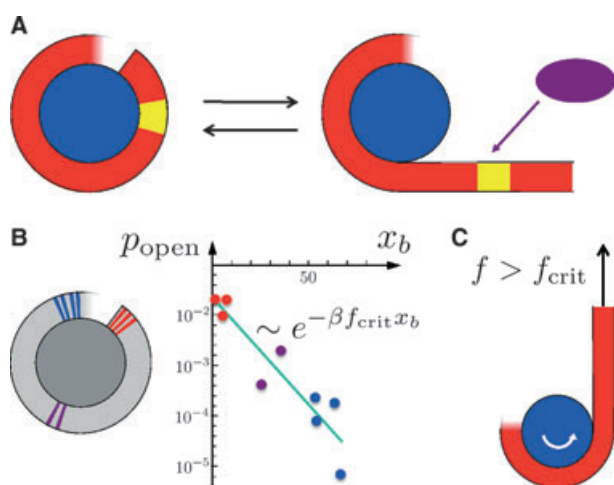 A
B
p_open
x_b
50
10^-2
10^-3
10^-4
10^-5
∼ e^{-βf_crit x_b}
C
f > f_crit